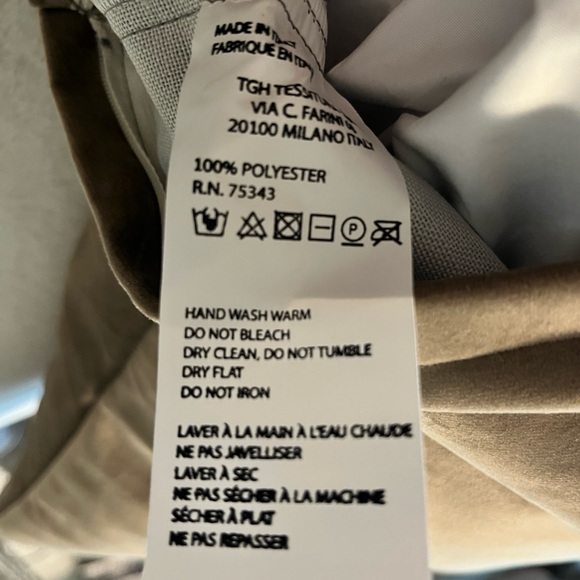 MADE IN
FABRIQUE EN
TGH
VIA C. FARINI
20100 MILANO ITALY
100% POLYESTER
R.N. 75343
P
HAND WASH WARM
DO NOT BLEACH
DRY CLEAN, DO NOT TUMBLE
DRY FLAT
DO NOT IRON
LAVER À LA MAIN À L'EAU CHAUDE
NE PAS JAVELLISER
LAVER À SEC
NE PAS SÉCHER À LA MACHINE
SÉCHER À PLAT
NE PAS REPASSER